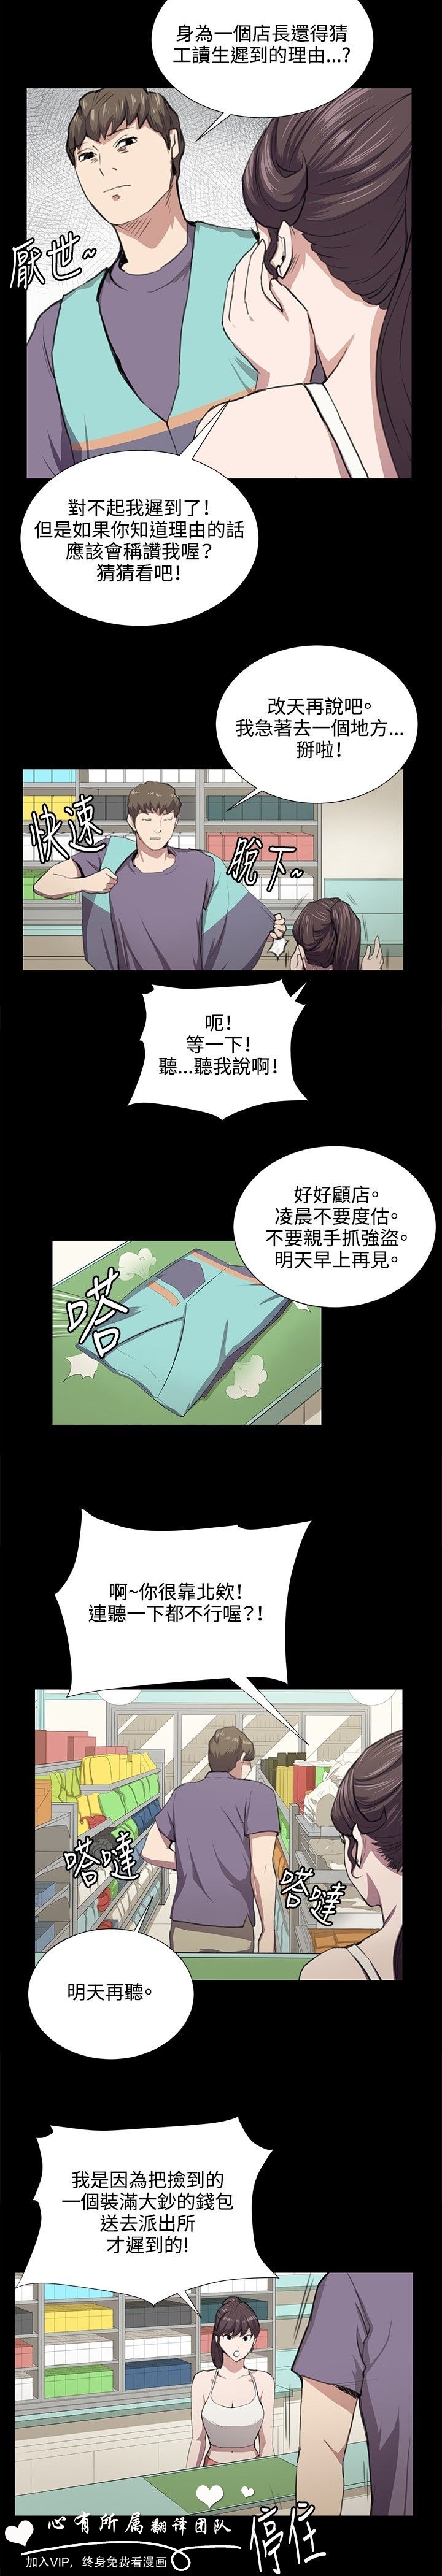 身為一個店長還得猜
工讀生遲到的理由...?
厭世~
對不起我遲到了!
但是如果你知道理由的話
應該會稱讚我喔?
猜猜看吧!
改天再說吧。
我急著去一個地方...
掰啦!
快速
脫下~
呃!
等一下!
聽...聽我說啊!
好好顧店。
凌晨不要度估。
不要親手抓強盜。
明天早上再見。
嗒
啊~你很靠北欸!
連聽一下都不行喔?!
嗒噠
嗒噠
明天再聽。
我是因為把撿到的
一個裝滿大鈔的錢包
送去派出所
才遲到的!
心有所属翻译团队
加入VIP,终身免费看漫画
停住